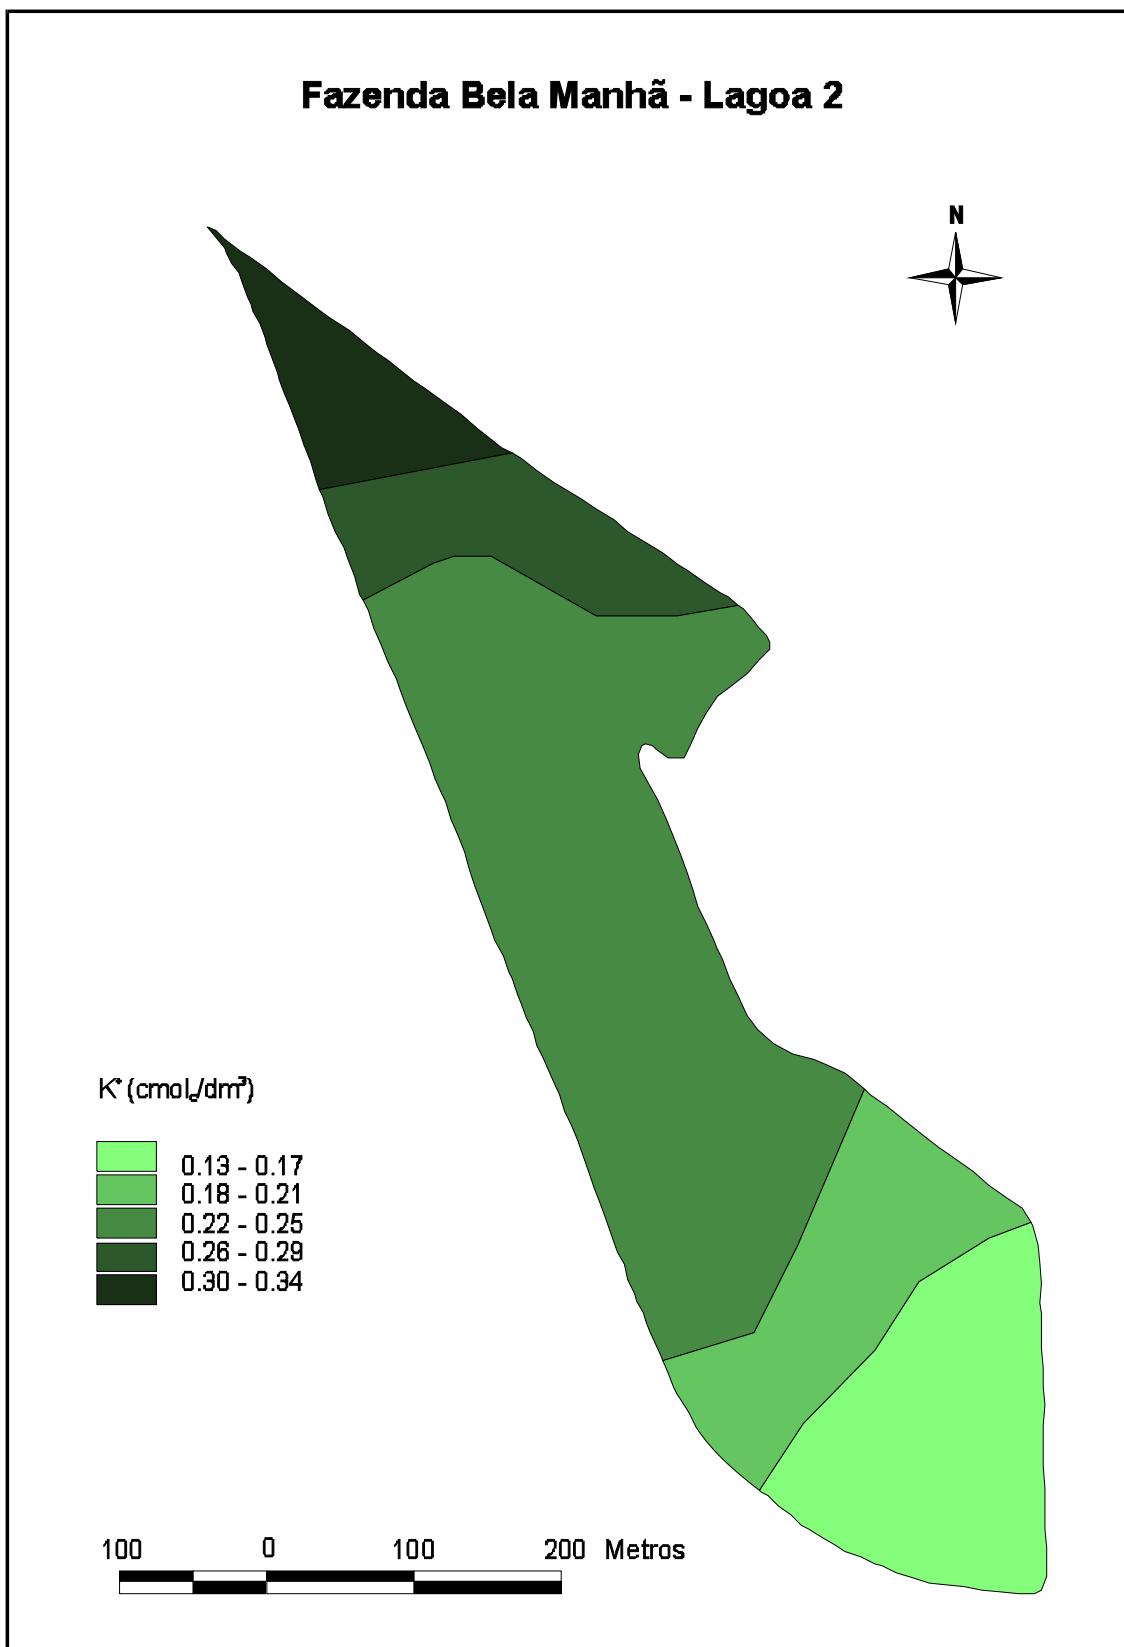 Fazenda Bela Manhã - Lagoa 2
N
K⁺ (cmol꜀/dm³)
0.13 - 0.17
0.18 - 0.21
0.22 - 0.25
0.26 - 0.29
0.30 - 0.34
100 0 100 200 Metros